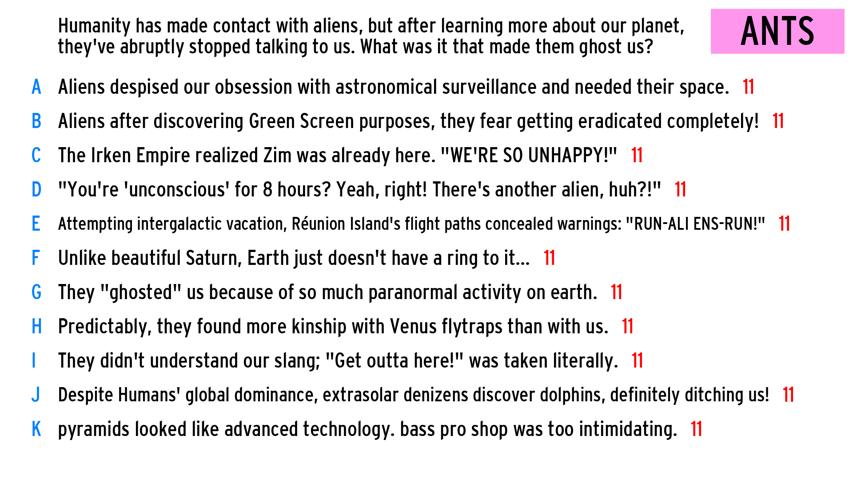 Humanity has made contact with aliens, but after learning more about our planet,
they've abruptly stopped talking to us. What was it that made them ghost us?
ANTS
A Aliens despised our obsession with astronomical surveillance and needed their space. 11
B Aliens after discovering Green Screen purposes, they fear getting eradicated completely! 11
C The Irken Empire realized Zim was already here. "WE'RE SO UNHAPPY!" 11
D "You're 'unconscious' for 8 hours? Yeah, right! There's another alien, huh?!" 11
E Attempting intergalactic vacation, Réunion Island's flight paths concealed warnings: "RUN-ALI ENS-RUN!" 11
F Unlike beautiful Saturn, Earth just doesn't have a ring to it... 11
G They "ghosted" us because of so much paranormal activity on earth. 11
H Predictably, they found more kinship with Venus flytraps than with us. 11
I They didn't understand our slang; "Get outta here!" was taken literally. 11
J Despite Humans' global dominance, extrasolar denizens discover dolphins, definitely ditching us! 11
K pyramids looked like advanced technology. bass pro shop was too intimidating. 11